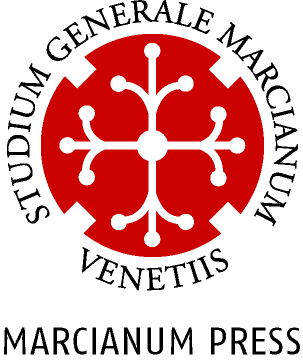 STUDIUM GENERALE MARCIANUM
VENETIIS
MARCIANUM PRESS